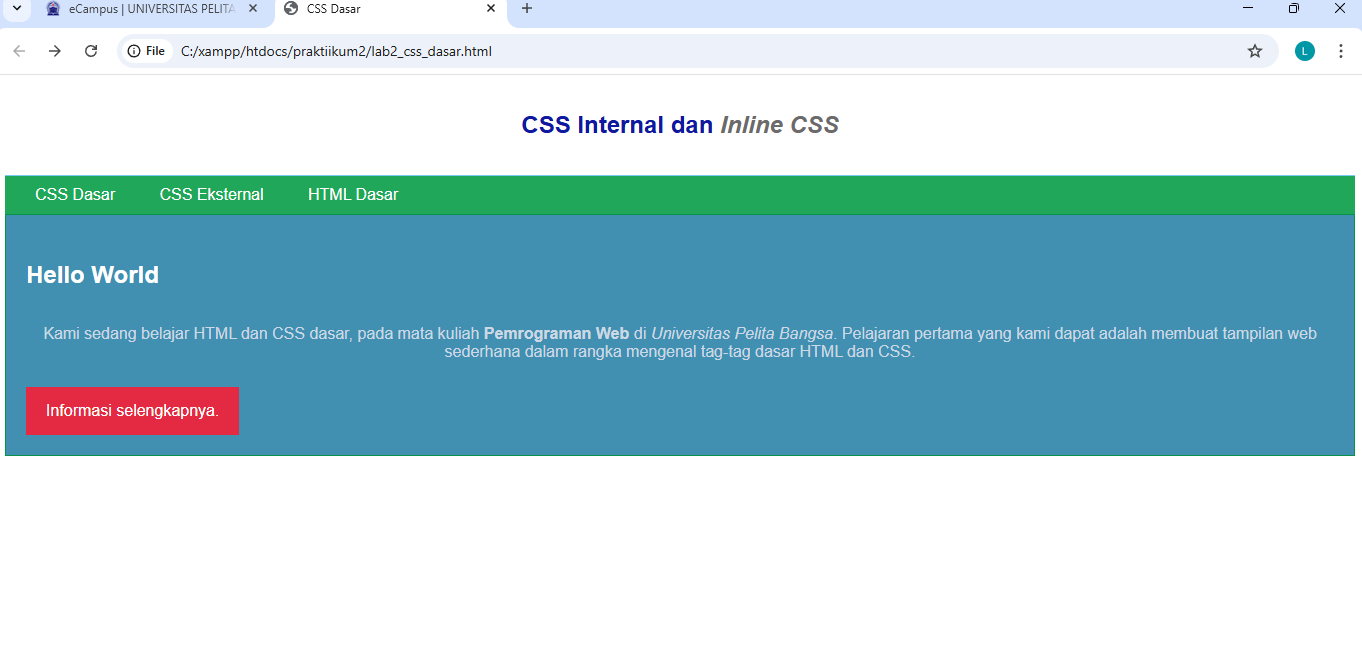 eCampus | UNIVERSITAS PELITA
CSS Dasar
File
C:/xampp/htdocs/praktiikum2/lab2_css_dasar.html
L
CSS Internal dan Inline CSS
CSS Dasar
CSS Eksternal
HTML Dasar
Hello World
Kami sedang belajar HTML dan CSS dasar, pada mata kuliah Pemrograman Web di Universitas Pelita Bangsa. Pelajaran pertama yang kami dapat adalah membuat tampilan web
sederhana dalam rangka mengenal tag-tag dasar HTML dan CSS.
Informasi selengkapnya.